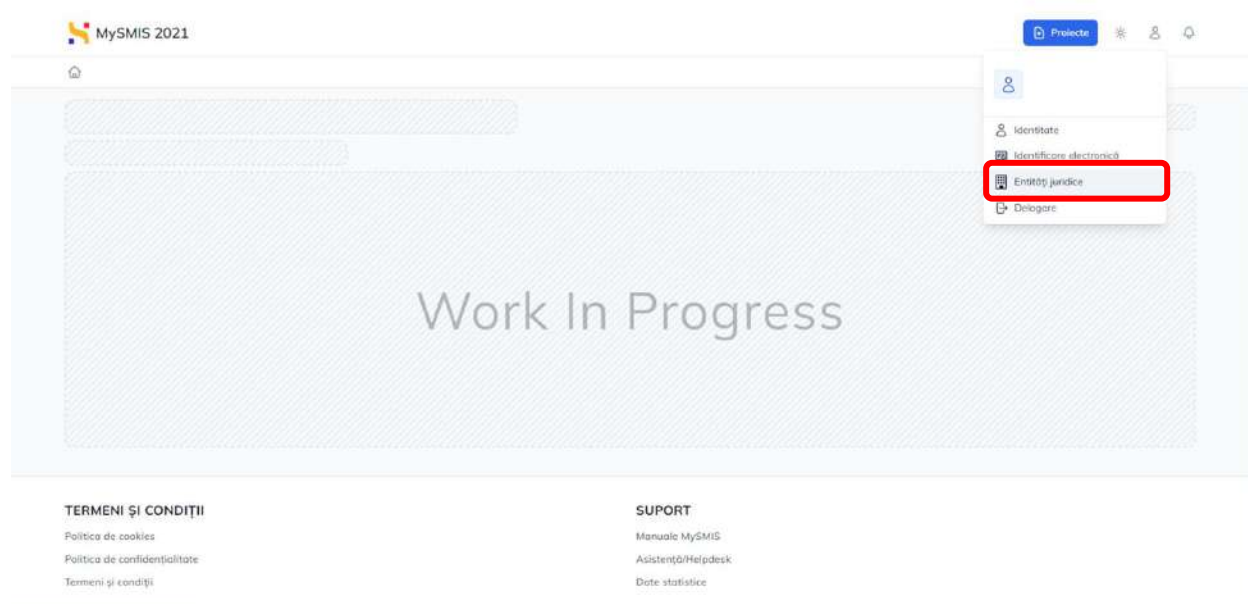 MySMIS 2021
Proiecte
Identitate
Identificare electronică
Entități juridice
Delogare
Work In Progress
TERMENI ȘI CONDIȚII
Politica de cookies
Politica de confidențialitate
Termeni și condiții
SUPORT
Manuale MySMIS
Asistență/Helpdesk
Date statistice